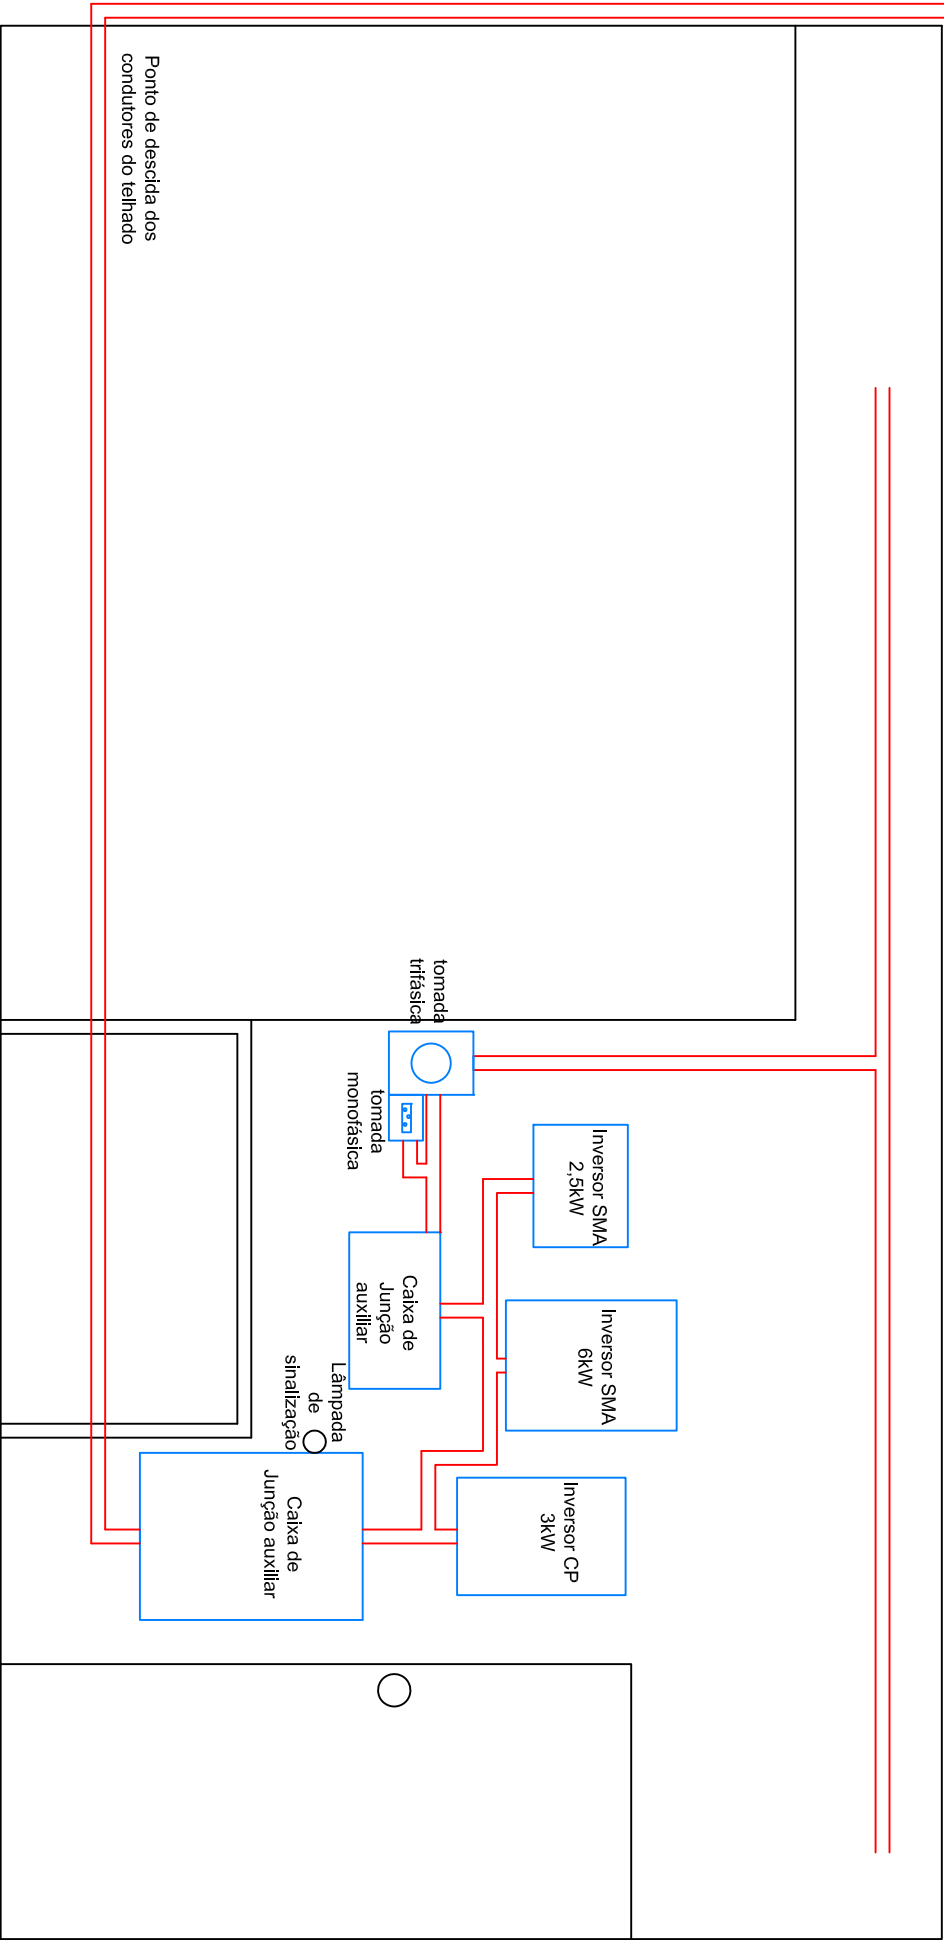 Ponto de descida dos
condutores do telhado
tomada
trifásica
tomada
monofásica
Inversor SMA
2,5kW
Inversor SMA
6kW
Inversor CP
3kW
Caixa de
Junção
auxiliar
Lâmpada
de
sinalização
Caixa de
Junção auxiliar